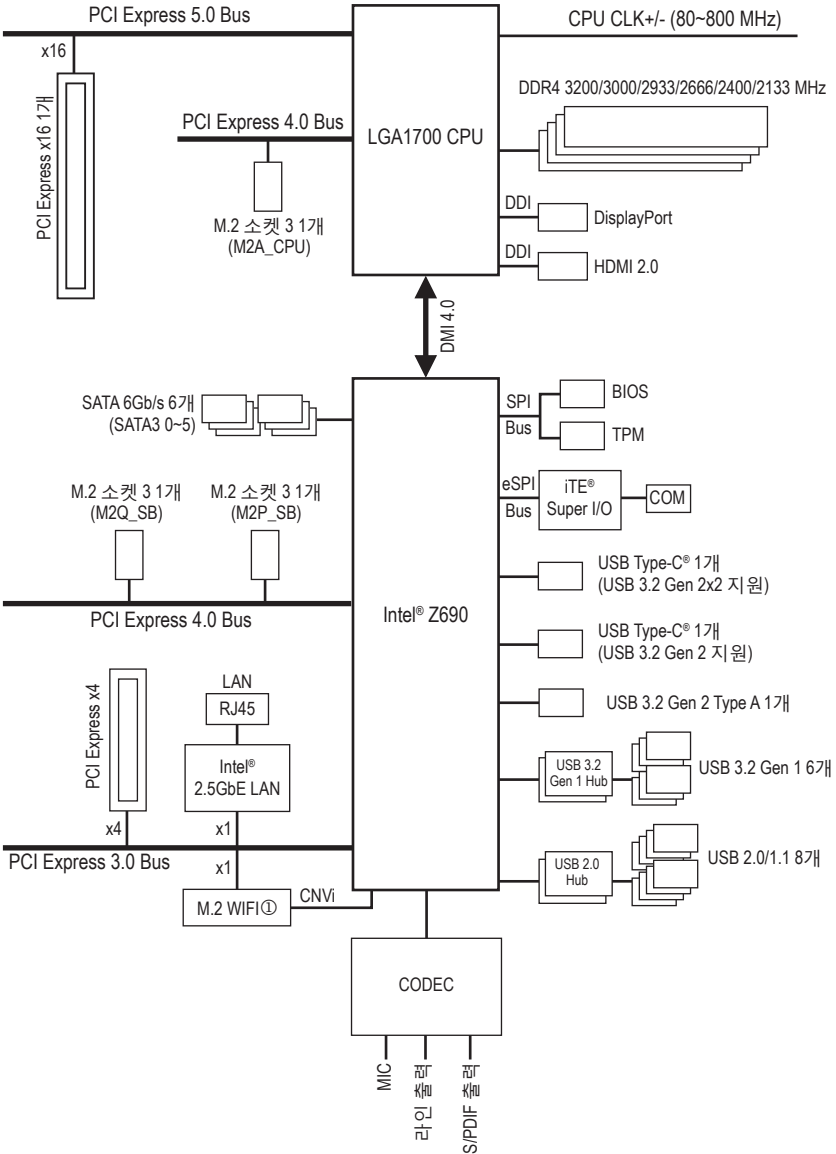 PCI Express 5.0 Bus
CPU CLK+/- (80~800 MHz)
x16
PCI Express x16 1개
DDR4 3200/3000/2933/2666/2400/2133 MHz
PCI Express 4.0 Bus
LGA1700 CPU
M.2 소켓 3 1개
(M2A_CPU)
DDI
DisplayPort
DDI
HDMI 2.0
DMI 4.0
SATA 6Gb/s 6개
(SATA3 0~5)
SPI
Bus
BIOS
TPM
M.2 소켓 3 1개
(M2Q_SB)
M.2 소켓 3 1개
(M2P_SB)
eSPI
Bus
iTE®
Super I/O
COM
PCI Express 4.0 Bus
Intel® Z690
USB Type-C® 1개
(USB 3.2 Gen 2x2 지원)
USB Type-C® 1개
(USB 3.2 Gen 2 지원)
USB 3.2 Gen 2 Type A 1개
PCI Express x4
LAN
RJ45
Intel®
2.5GbE LAN
USB 3.2
Gen 1 Hub
USB 3.2 Gen 1 6개
x4
x1
PCI Express 3.0 Bus
x1
USB 2.0
Hub
USB 2.0/1.1 8개
M.2 WIFI①
CNVi
CODEC
MIC
라인 출력
S/PDIF 출력